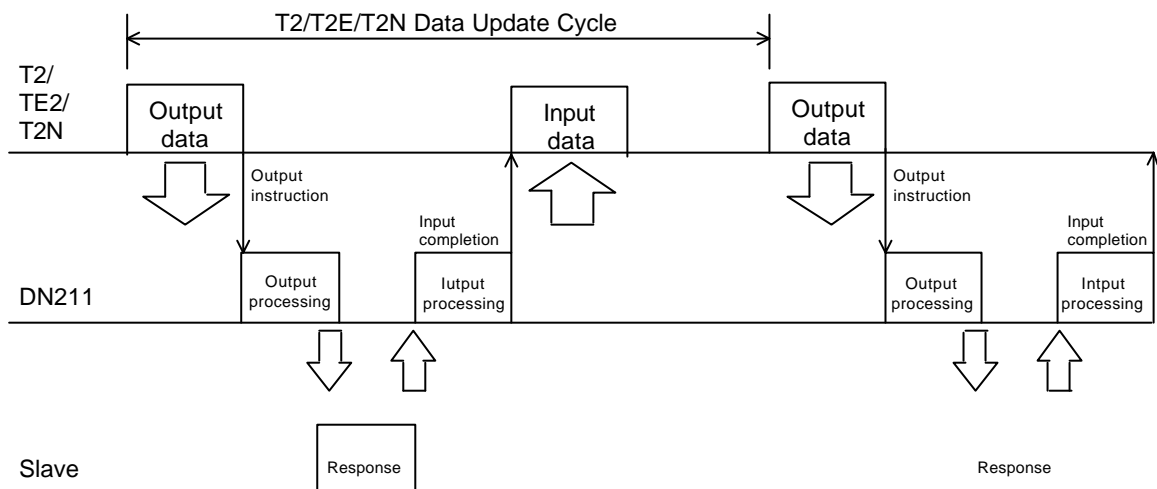 T2/T2E/T2N Data Update Cycle
T2/
TE2/
T2N
Output
data
Input
data
Output
data
Output
instruction
Input
completion
Output
instruction
Input
completion
DN211
Output
processing
Iutput
processing
Output
processing
Intput
processing
Slave
Response
Response